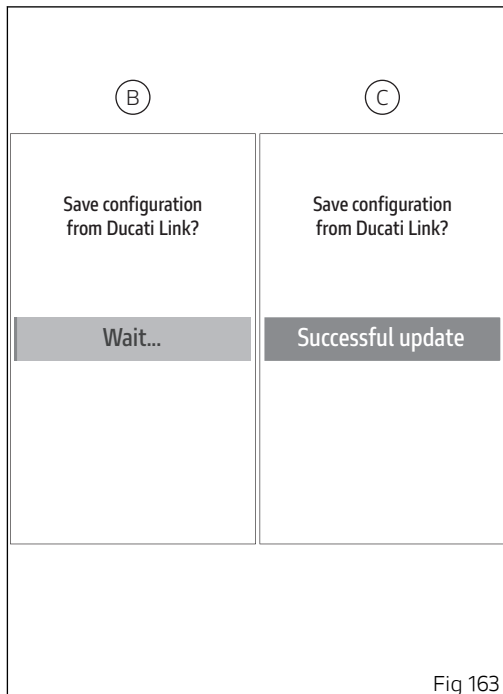 B
C
Save configuration
from Ducati Link?
Wait...
Save configuration
from Ducati Link?
Successful update
Fig 163